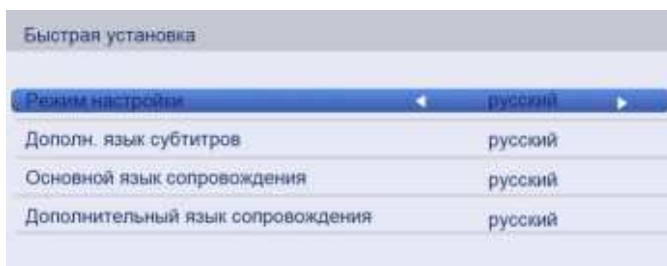 Быстрая установка
Режим настройки русский
Дополн. язык субтитров русский
Основной язык сопровождения русский
Дополнительный язык сопровождения русский